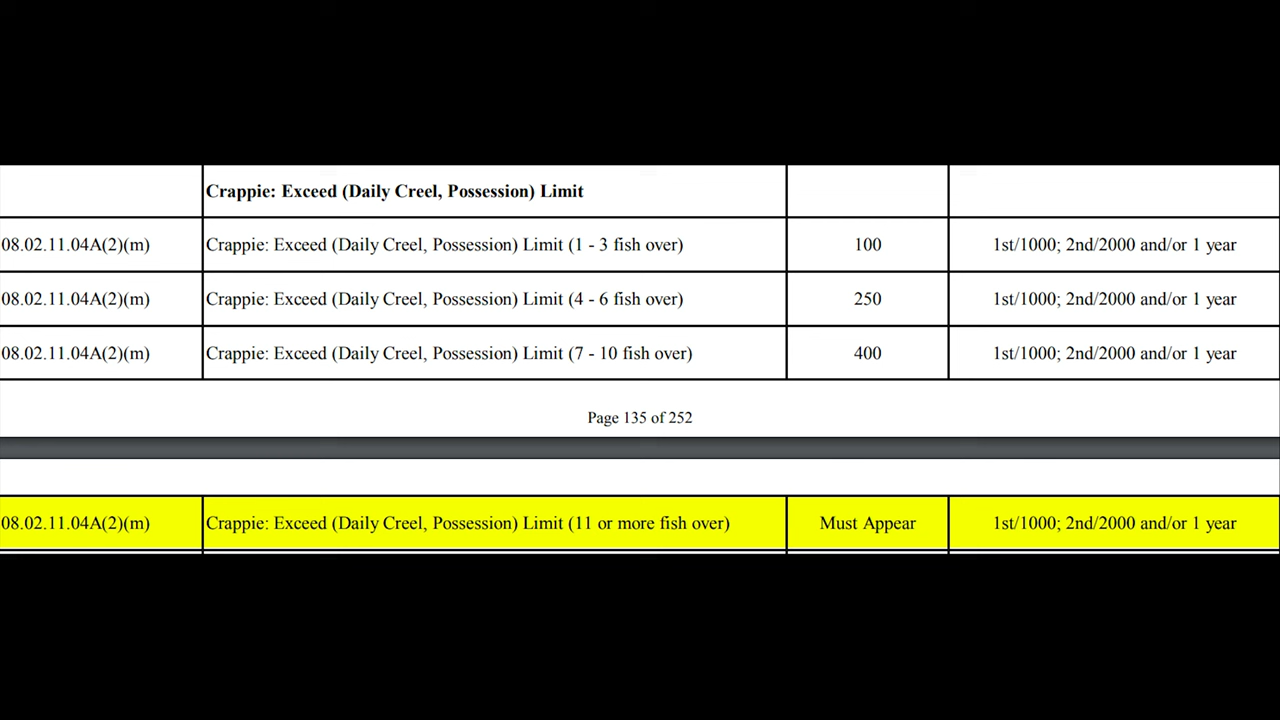 Crappie: Exceed (Daily Creel, Possession) Limit
08.02.11.04A(2)(m) Crappie: Exceed (Daily Creel, Possession) Limit (1 - 3 fish over) 100 1st/1000; 2nd/2000 and/or 1 year
08.02.11.04A(2)(m) Crappie: Exceed (Daily Creel, Possession) Limit (4 - 6 fish over) 250 1st/1000; 2nd/2000 and/or 1 year
08.02.11.04A(2)(m) Crappie: Exceed (Daily Creel, Possession) Limit (7 - 10 fish over) 400 1st/1000; 2nd/2000 and/or 1 year
Page 135 of 252
08.02.11.04A(2)(m) Crappie: Exceed (Daily Creel, Possession) Limit (11 or more fish over) Must Appear 1st/1000; 2nd/2000 and/or 1 year